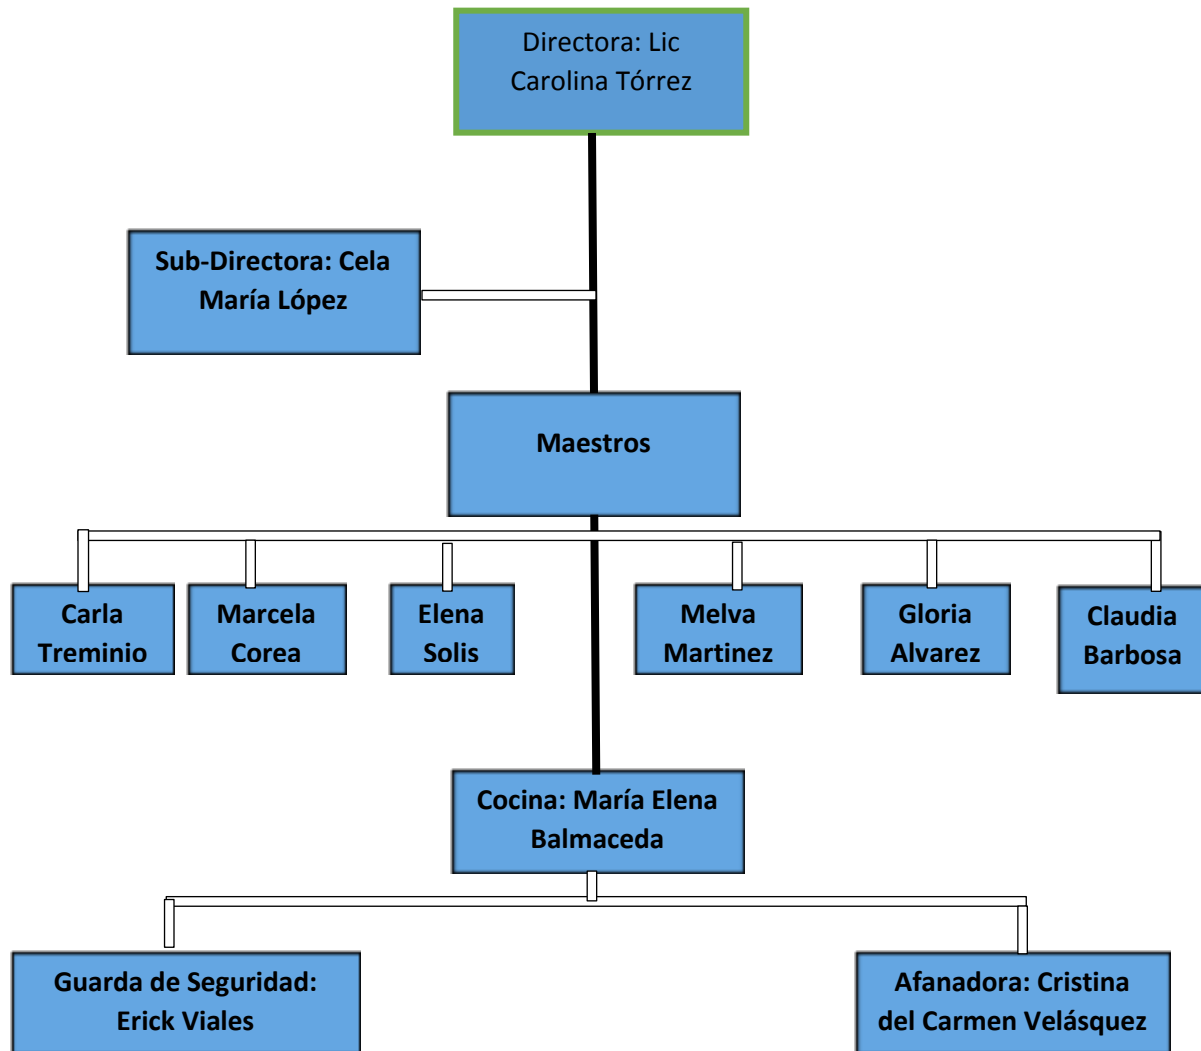 Directora: Lic
Carolina Tórrez
Sub-Directora: Cela
María López
Maestros
Carla
Treminio
Marcela
Corea
Elena
Solis
Melva
Martinez
Gloria
Alvarez
Claudia
Barbosa
Cocina: María Elena
Balmaceda
Guarda de Seguridad:
Erick Viales
Afanadora: Cristina
del Carmen Velásquez